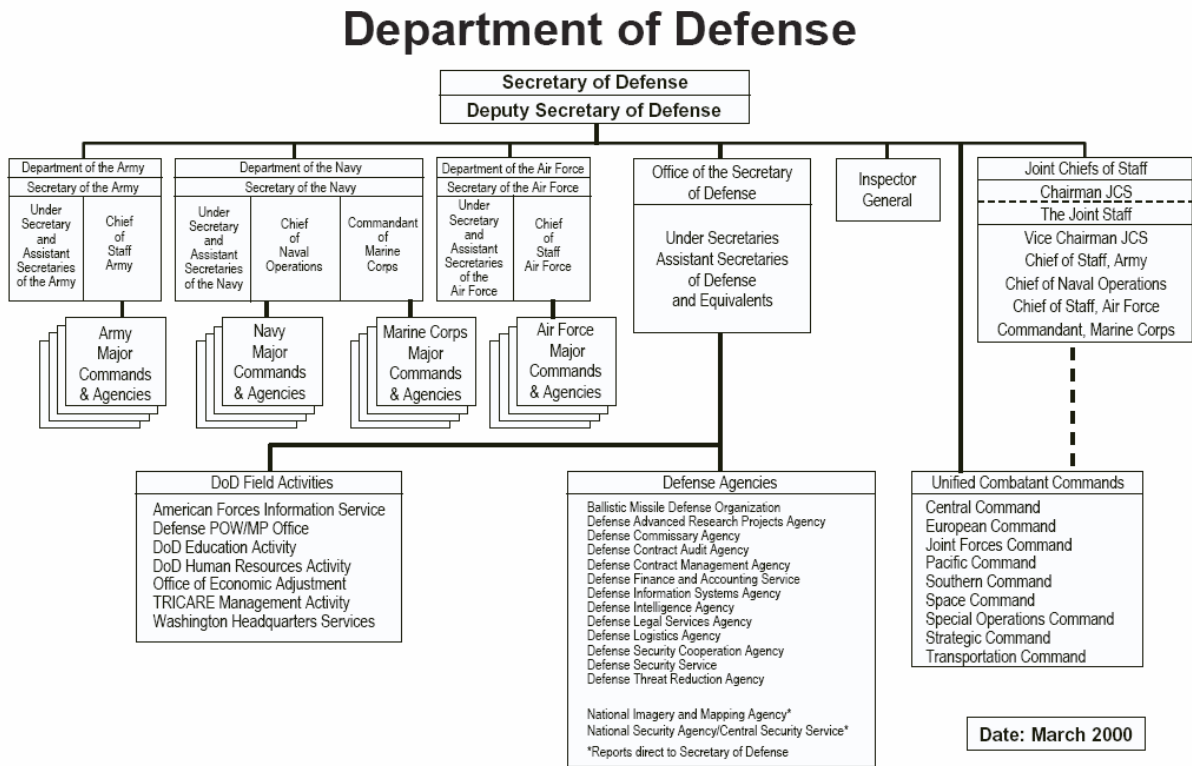 Department of Defense
Secretary of Defense
Deputy Secretary of Defense
Department of the Army
Secretary of the Army
Under
Secretary
and
Assistant
Secretaries
of the Army
Chief
of
Staff
Army
Department of the Navy
Secretary of the Navy
Under
Secretary
and
Assistant
Secretaries
of the Navy
Chief
of
Naval
Operations
Commandant
of
Marine
Corps
Department of the Air Force
Secretary of the Air Force
Under
Secretary
and
Assistant
Secretaries
of the
Air Force
Chief
of
Staff
Air Force
Office of the Secretary
of Defense
Under Secretaries
Assistant Secretaries
of Defense
and Equivalents
Inspector
General
Joint Chiefs of Staff
Chairman JCS
The Joint Staff
Vice Chairman JCS
Chief of Staff, Army
Chief of Naval Operations
Chief of Staff, Air Force
Commandant, Marine Corps
Army
Major
Commands
& Agencies
Navy
Major
Commands
& Agencies
Marine Corps
Major
Commands
& Agencies
Air Force
Major
Commands
& Agencies
DoD Field Activities
American Forces Information Service
Defense POW/MP Office
DoD Education Activity
DoD Human Resources Activity
Office of Economic Adjustment
TRICARE Management Activity
Washington Headquarters Services
Defense Agencies
Ballistic Missile Defense Organization
Defense Advanced Research Projects Agency
Defense Commissary Agency
Defense Contract Audit Agency
Defense Contract Management Agency
Defense Finance and Accounting Service
Defense Information Systems Agency
Defense Intelligence Agency
Defense Legal Services Agency
Defense Logistics Agency
Defense Security Cooperation Agency
Defense Security Service
Defense Threat Reduction Agency
National Imagery and Mapping Agency*
National Security Agency/Central Security Service*
*Reports direct to Secretary of Defense
Unified Combatant Commands
Central Command
European Command
Joint Forces Command
Pacific Command
Southern Command
Space Command
Special Operations Command
Strategic Command
Transportation Command
Date: March 2000